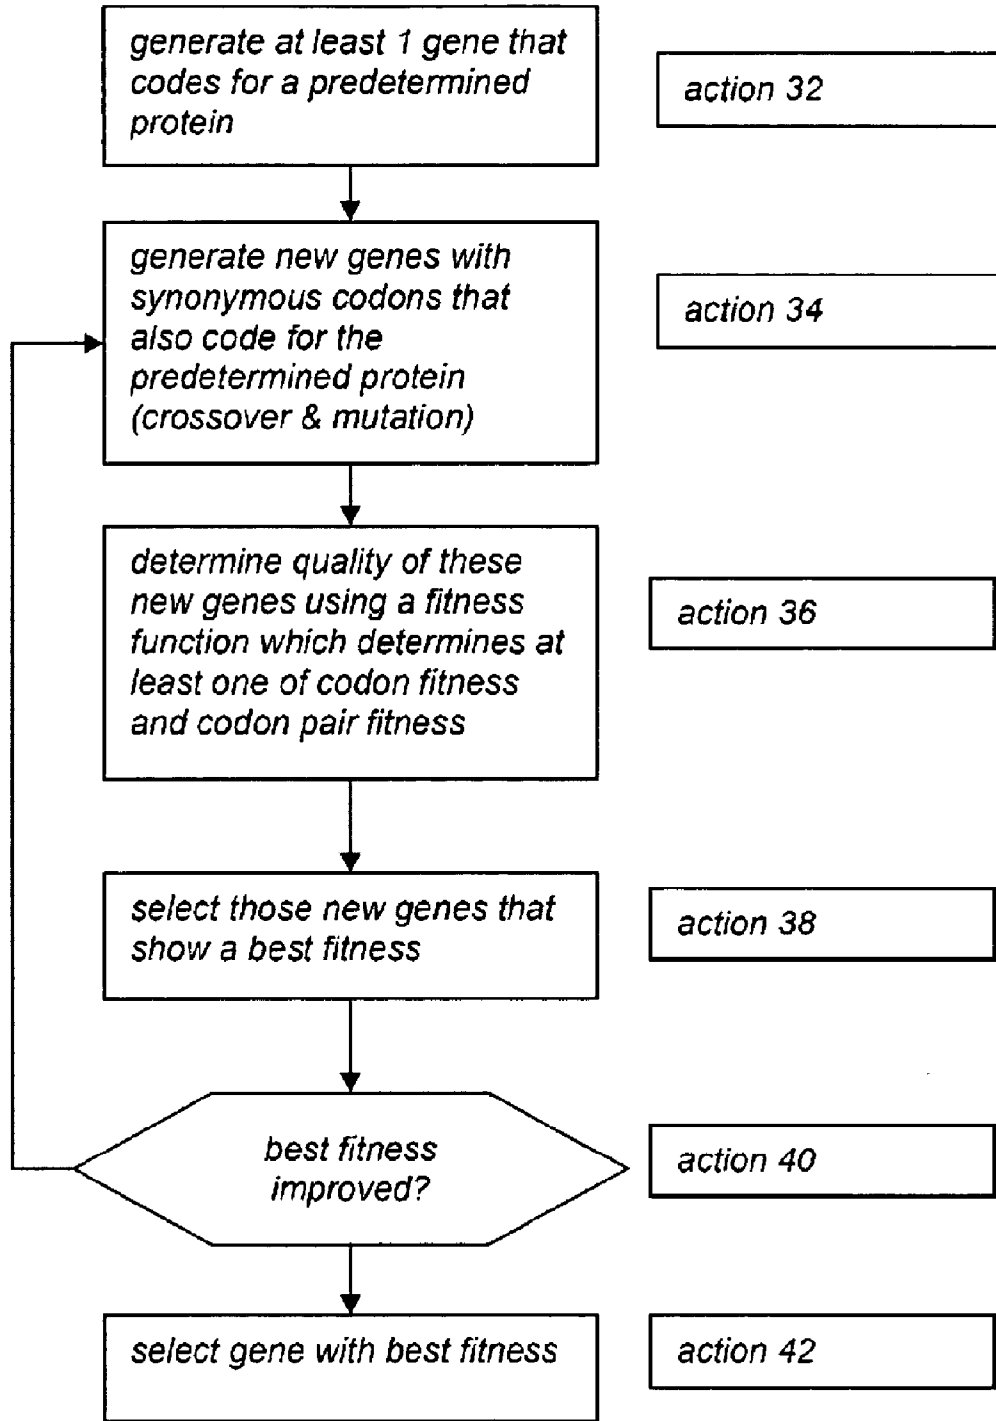 generate at least 1 gene that
codes for a predetermined
protein
action 32
generate new genes with
synonymous codons that
also code for the
predetermined protein
(crossover & mutation)
action 34
determine quality of these
new genes using a fitness
function which determines at
least one of codon fitness
and codon pair fitness
action 36
select those new genes that
show a best fitness
action 38
best fitness
improved?
action 40
select gene with best fitness
action 42